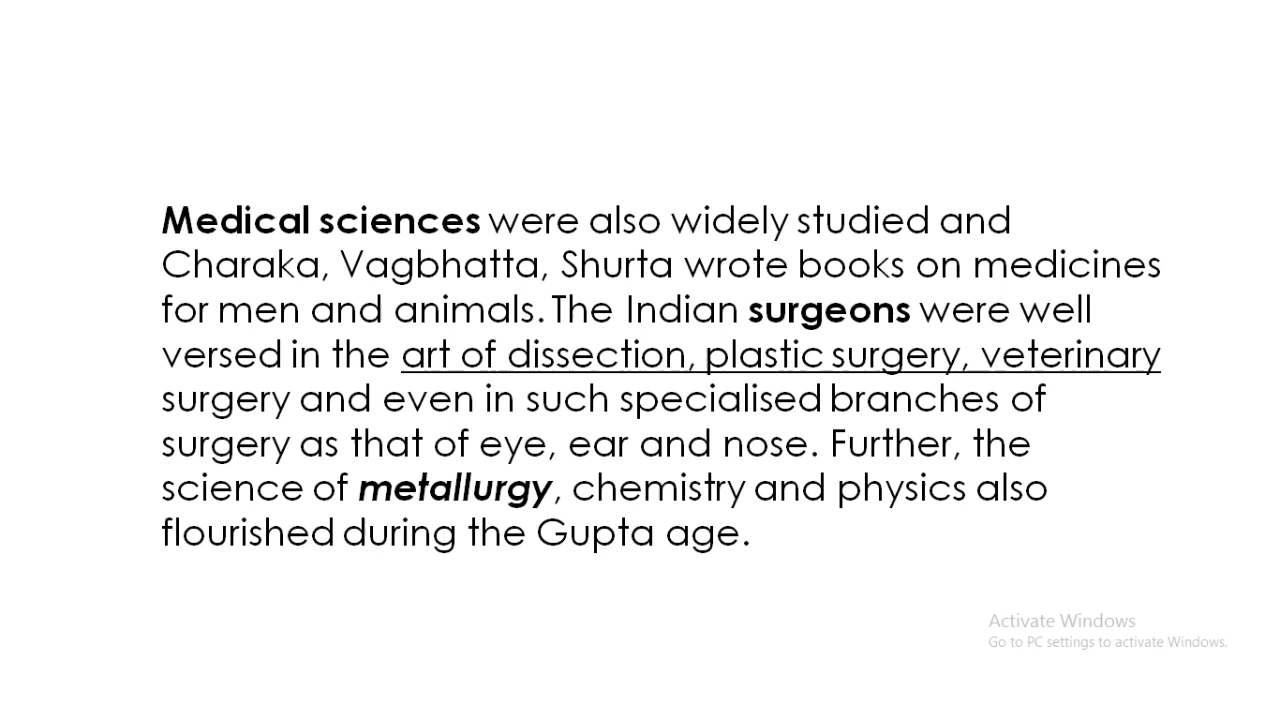 Medical sciences were also widely studied and
Charaka, Vagbhatta, Shurta wrote books on medicines
for men and animals. The Indian surgeons were well
versed in the art of dissection, plastic surgery, veterinary
surgery and even in such specialised branches of
surgery as that of eye, ear and nose. Further, the
science of metallurgy, chemistry and physics also
flourished during the Gupta age.
Activate Windows
Go to PC settings to activate Windows.